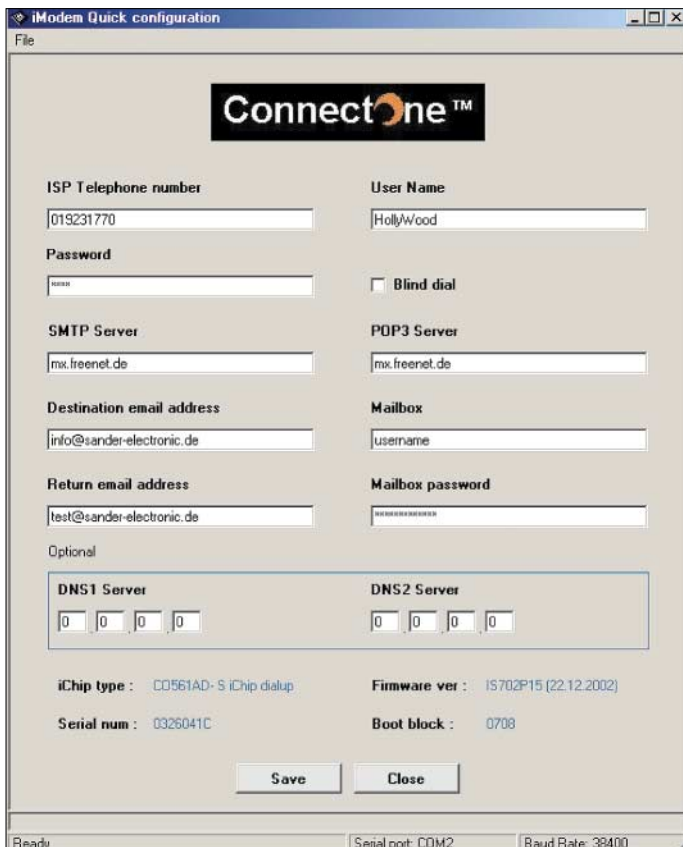 iModem Quick configuration
File
ConnectOne™
ISP Telephone number
User Name
019231770
HollyWood
Password
****
Blind dial
SMTP Server
POP3 Server
mx.freenet.de
mx.freenet.de
Destination email address
Mailbox
info@sander-electronic.de
username
Return email address
Mailbox password
test@sander-electronic.de
************
Optional
DNS1 Server
DNS2 Server
0 . 0 . 0 . 0
0 . 0 . 0 . 0
iChip type : CO561AD- S iChip dialup
Firmware ver : IS702P15 (22.12.2002)
Serial num : 0326041C
Boot block : 0708
Save
Close
Ready
Serial port: COM2
Baud Rate: 38400